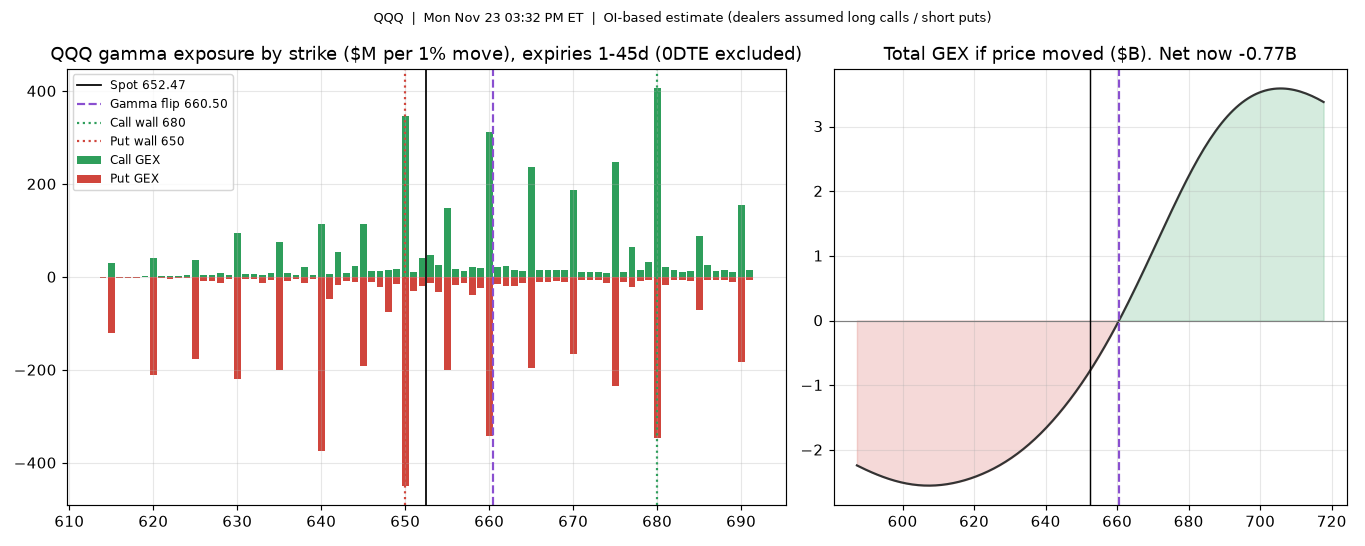 QQQ | Mon Nov 23 03:32 PM ET | OI-based estimate (dealers assumed long calls / short puts)
QQQ gamma exposure by strike ($M per 1% move), expiries 1-45d (0DTE excluded)
Spot 652.47
Gamma flip 660.50
Call wall 680
Put wall 650
Call GEX
Put GEX
400
200
0
−200
−400
610 620 630 640 650 660 670 680 690
Total GEX if price moved ($B). Net now -0.77B
3
2
1
0
−1
−2
600 620 640 660 680 700 720